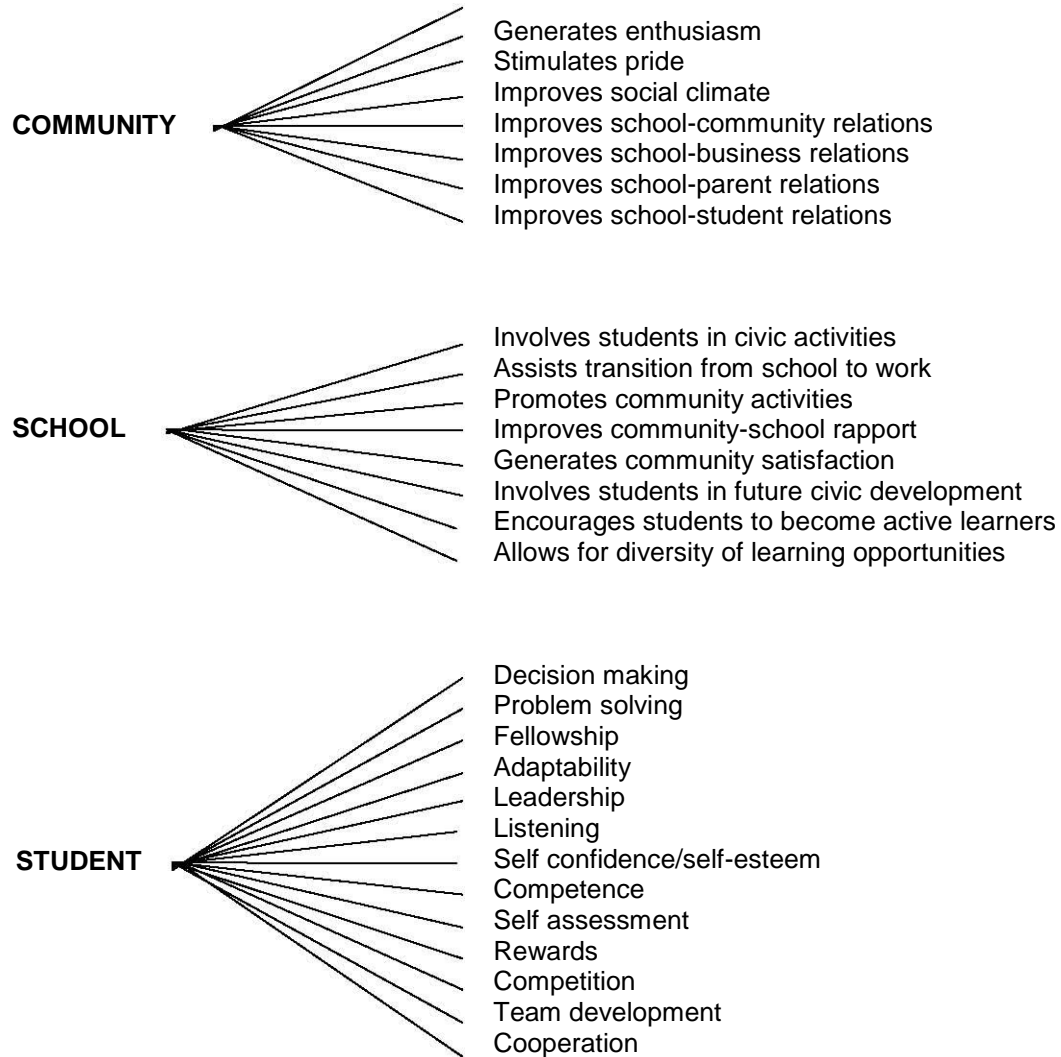 Generates enthusiasm
Stimulates pride
Improves social climate
COMMUNITY Improves school-community relations
Improves school-business relations
Improves school-parent relations
Improves school-student relations
Involves students in civic activities
Assists transition from school to work
Promotes community activities
SCHOOL Improves community-school rapport
Generates community satisfaction
Involves students in future civic development
Encourages students to become active learners
Allows for diversity of learning opportunities
Decision making
Problem solving
Fellowship
Adaptability
Leadership
Listening
STUDENT Self confidence/self-esteem
Competence
Self assessment
Rewards
Competition
Team development
Cooperation